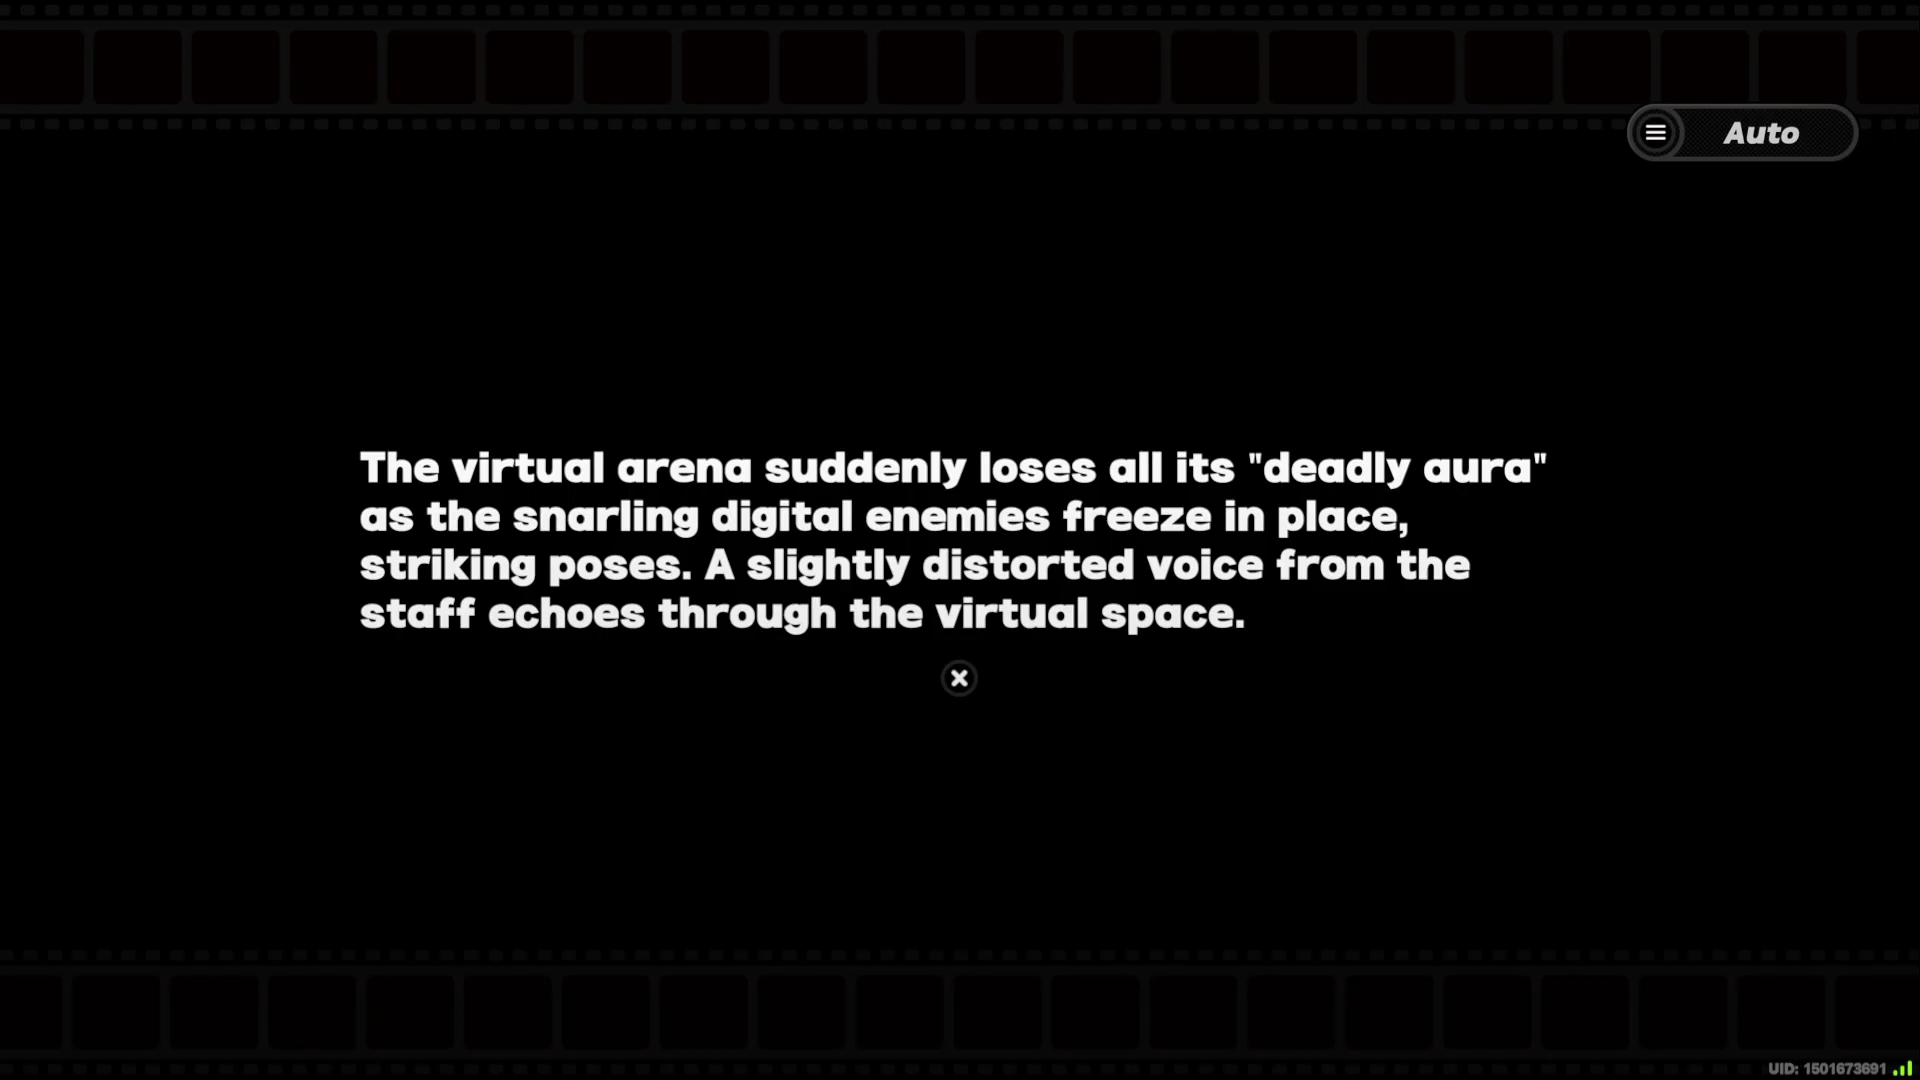 Auto
The virtual arena suddenly loses all its "deadly aura"
as the snarling digital enemies freeze in place,
striking poses. A slightly distorted voice from the
staff echoes through the virtual space.
UID: 1501673691